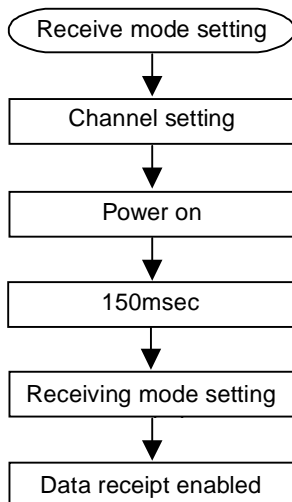 Receive mode setting
Channel setting
Power on
150msec
Receiving mode setting
Data receipt enabled